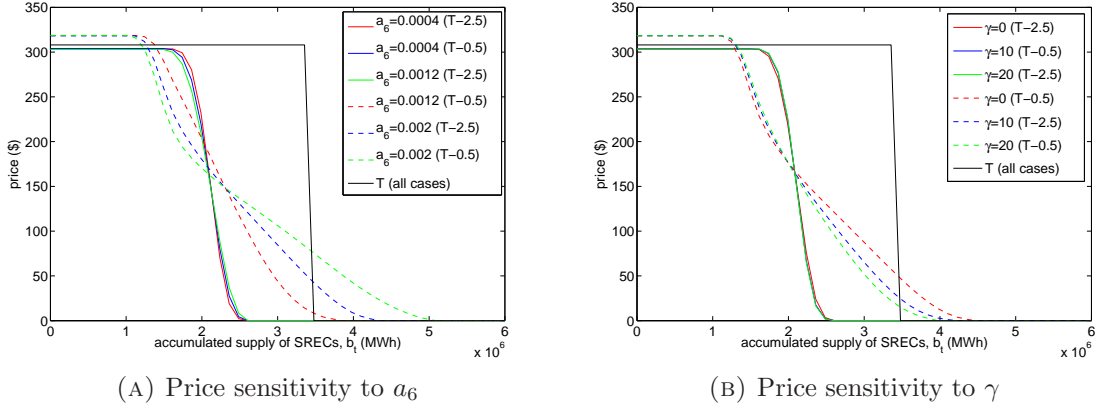 350
300
250
200
150
100
50
0
price ($)
0 1 2 3 4 5 6
accumulated supply of SRECs, b_t (MWh)
x 10^6
a_6=0.0004 (T−2.5)
a_6=0.0004 (T−0.5)
a_6=0.0012 (T−2.5)
a_6=0.0012 (T−0.5)
a_6=0.002 (T−2.5)
a_6=0.002 (T−0.5)
T (all cases)
(A) Price sensitivity to a_6
350
300
250
200
150
100
50
0
price ($)
0 1 2 3 4 5 6
accumulated supply of SRECs, b_t (MWh)
x 10^6
γ=0 (T−2.5)
γ=10 (T−0.5)
γ=20 (T−2.5)
γ=0 (T−0.5)
γ=10 (T−2.5)
γ=20 (T−0.5)
T (all cases)
(B) Price sensitivity to γ